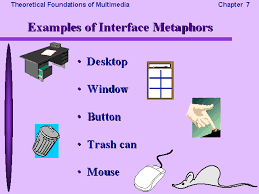 Theoretical Foundations of Multimedia Chapter 7
Examples of Interface Metaphors
• Desktop
• Window
• Button
• Trash can
• Mouse